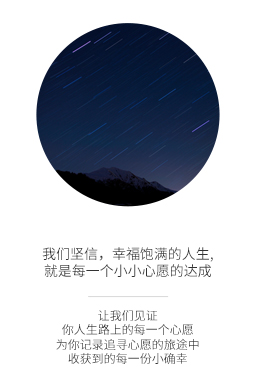 我们坚信，幸福饱满的人生,
就是每一个小小心愿的达成
让我们见证
你人生路上的每一个心愿
为你记录追寻心愿的旅途中
收获到的每一份小确幸